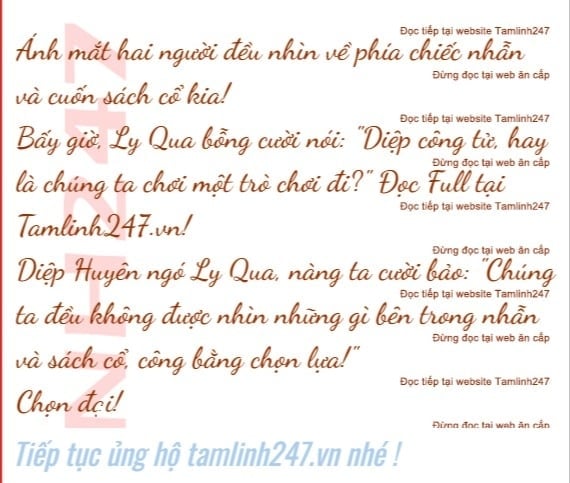 Đọc tiếp tại website Tamlinh247
Ánh mắt hai người đều nhìn về phía chiếc nhẫn
Đừng đọc tại web ăn cắp
và cuốn sách cổ kia!
Đọc tiếp tại website Tamlinh247
Bấy giờ, Ly Qua bỗng cười nói: "Diệp công tử, hay
Đừng đọc tại web ăn cắp
là chúng ta chơi một trò chơi đi?" Đọc Full tại
Đọc tiếp tại website Tamlinh247
Tamlinh247.vn!
Đừng đọc tại web ăn cắp
Diệp Huyên ngó Ly Qua, nàng ta cười bảo: "Chúng
Đọc tiếp tại website Tamlinh247
ta đều không được nhìn những gì bên trong nhẫn
Đừng đọc tại web ăn cắp
và sách cổ, công bằng chọn lựa!"
Đọc tiếp tại website Tamlinh247
Chọn đại!
Đừng đọc tại web ăn cắp
NH247
Tiếp tục ủng hộ tamlinh247.vn nhé !